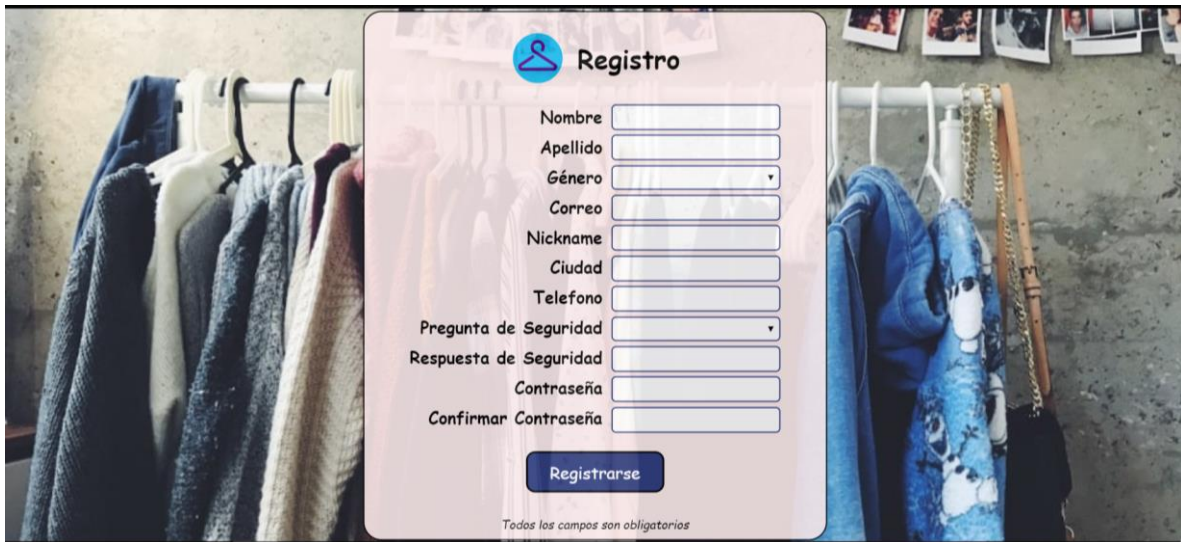 Registro
Nombre
Apellido
Género
Correo
Nickname
Ciudad
Telefono
Pregunta de Seguridad
Respuesta de Seguridad
Contraseña
Confirmar Contraseña
Registrarse
Todos los campos son obligatorios